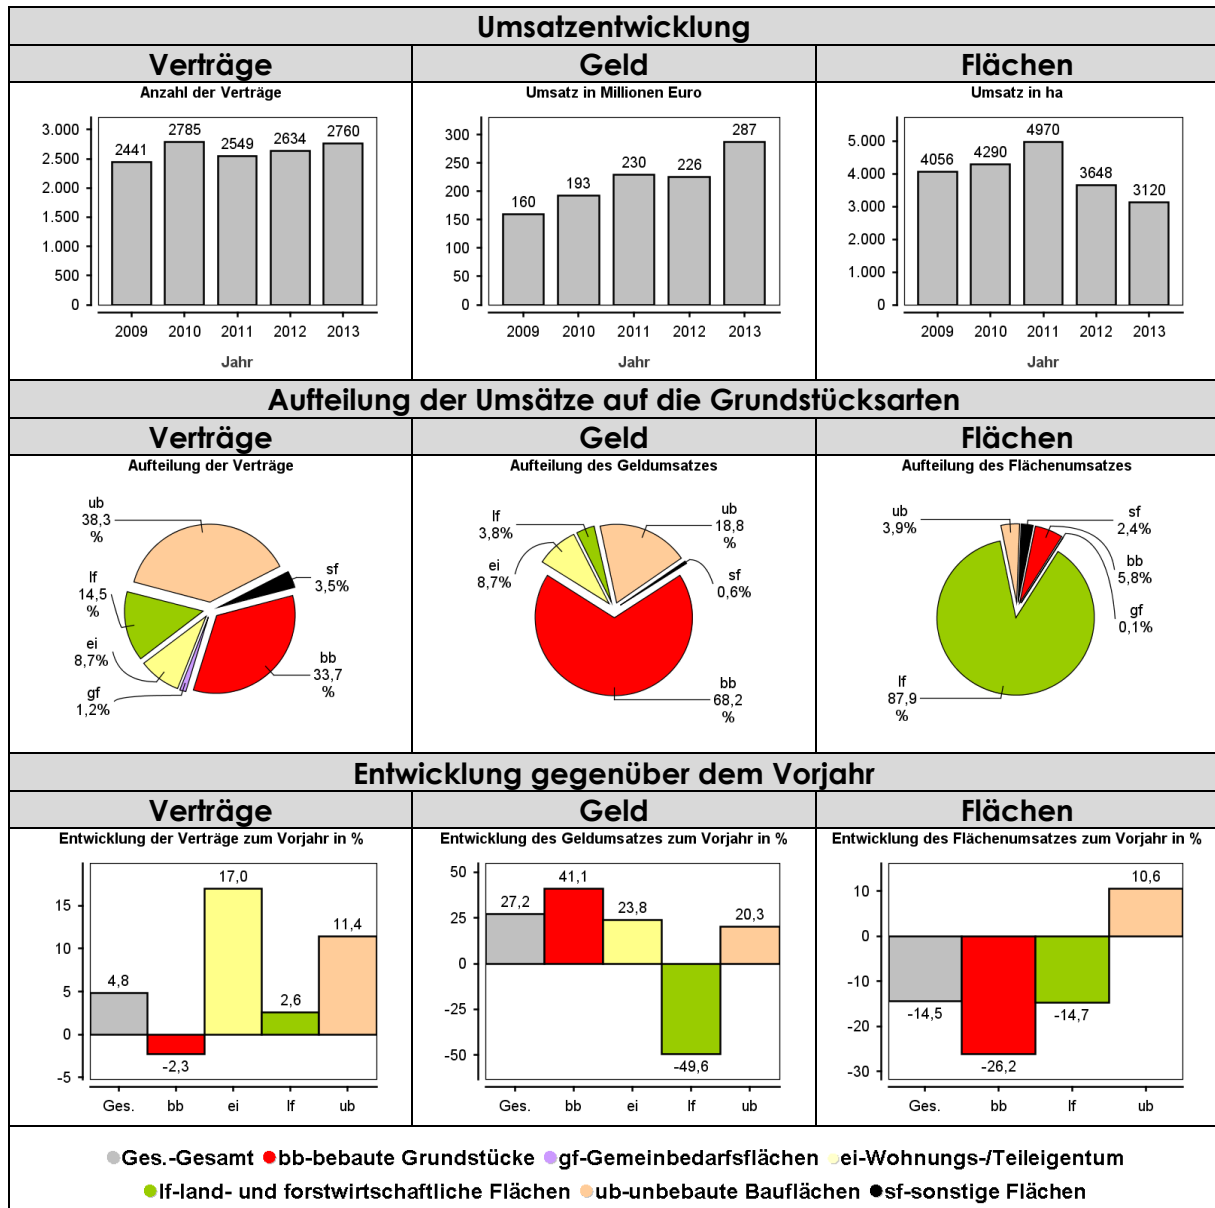 Umsatzentwicklung
Verträge
Geld
Flächen
Anzahl der Verträge
3.000
2.500
2.000
1.500
1.000
500
0
2441
2785
2549
2634
2760
2009
2010
2011
2012
2013
Jahr
Umsatz in Millionen Euro
300
250
200
150
100
50
0
160
193
230
226
287
2009
2010
2011
2012
2013
Jahr
Umsatz in ha
5.000
4.000
3.000
2.000
1.000
0
4056
4290
4970
3648
3120
2009
2010
2011
2012
2013
Jahr
Aufteilung der Umsätze auf die Grundstücksarten
Verträge
Geld
Flächen
Aufteilung der Verträge
ub
38,3
%
sf
3,5%
lf
14,5
%
ei
8,7%
gf
1,2%
bb
33,7
%
Aufteilung des Geldumsatzes
lf
3,8%
ub
18,8
%
ei
8,7%
sf
0,6%
bb
68,2
%
Aufteilung des Flächenumsatzes
ub
3,9%
sf
2,4%
bb
5,8%
gf
0,1%
lf
87,9
%
Entwicklung gegenüber dem Vorjahr
Verträge
Geld
Flächen
Entwicklung der Verträge zum Vorjahr in %
15
10
5
0
-5
4,8
-2,3
17,0
2,6
11,4
Ges.
bb
ei
lf
ub
Entwicklung des Geldumsatzes zum Vorjahr in %
50
25
0
-25
-50
27,2
41,1
23,8
-49,6
20,3
Ges.
bb
ei
lf
ub
Entwicklung des Flächenumsatzes zum Vorjahr in %
10
0
-10
-20
-30
-14,5
-26,2
-14,7
10,6
Ges.
bb
lf
ub
Ges.-Gesamt bb-bebaute Grundstücke gf-Gemeinbedarfsflächen ei-Wohnungs-/Teileigentum
lf-land- und forstwirtschaftliche Flächen ub-unbebaute Bauflächen sf-sonstige Flächen